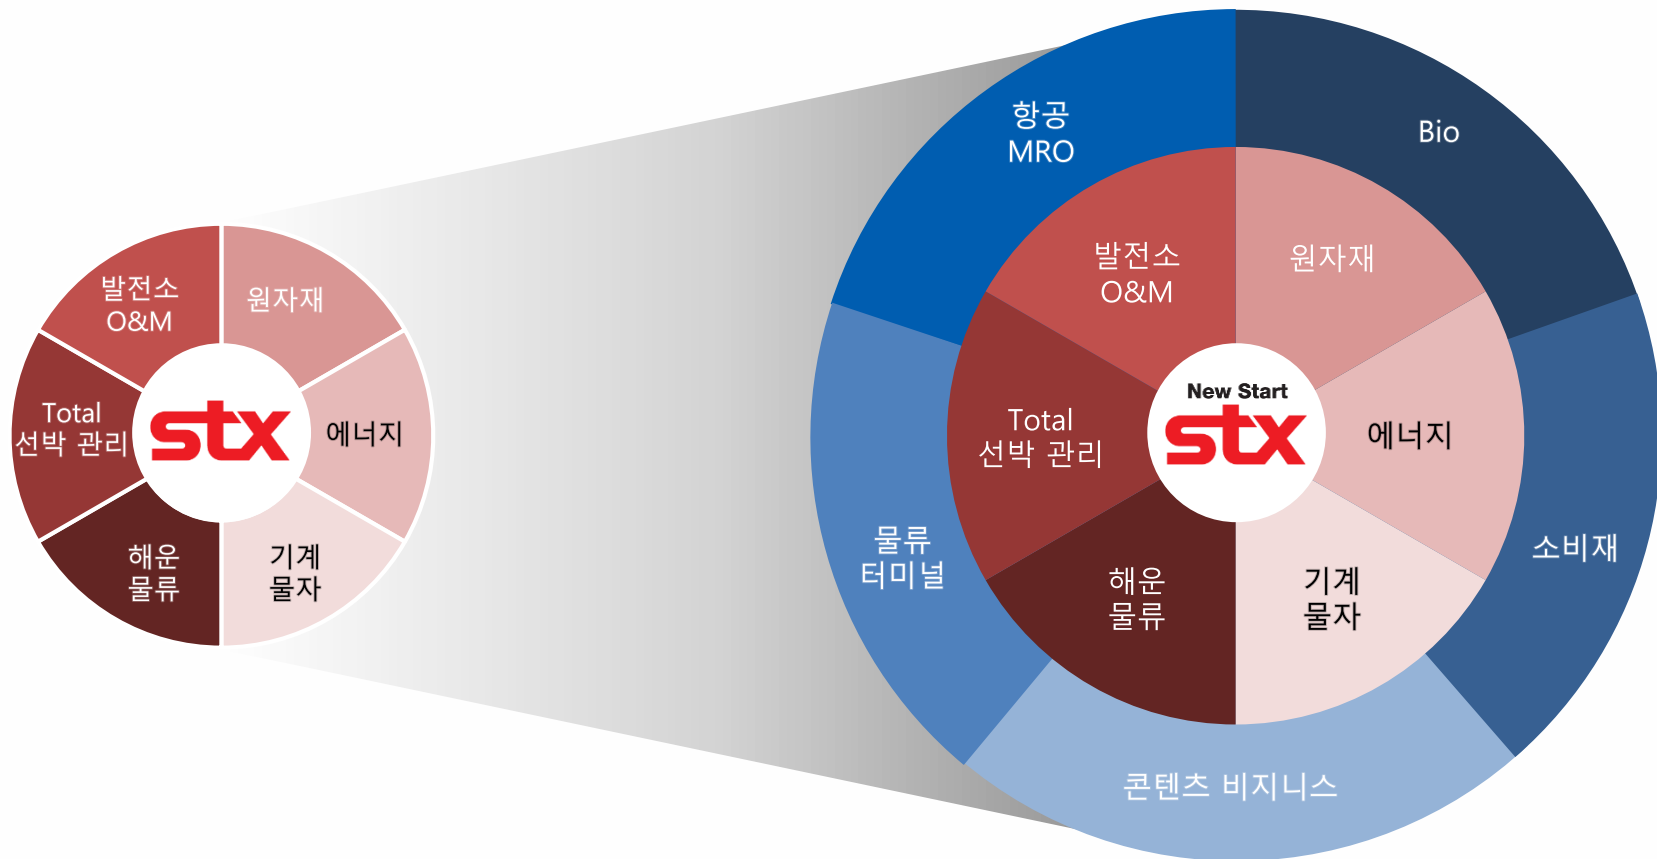 발전소
O&M
원자재
Total
선박 관리
stx
에너지
해운
물류
기계
물자
항공
MRO
Bio
발전소
O&M
원자재
Total
선박 관리
New Start
stx
에너지
물류
터미널
소비재
해운
물류
기계
물자
콘텐츠 비지니스